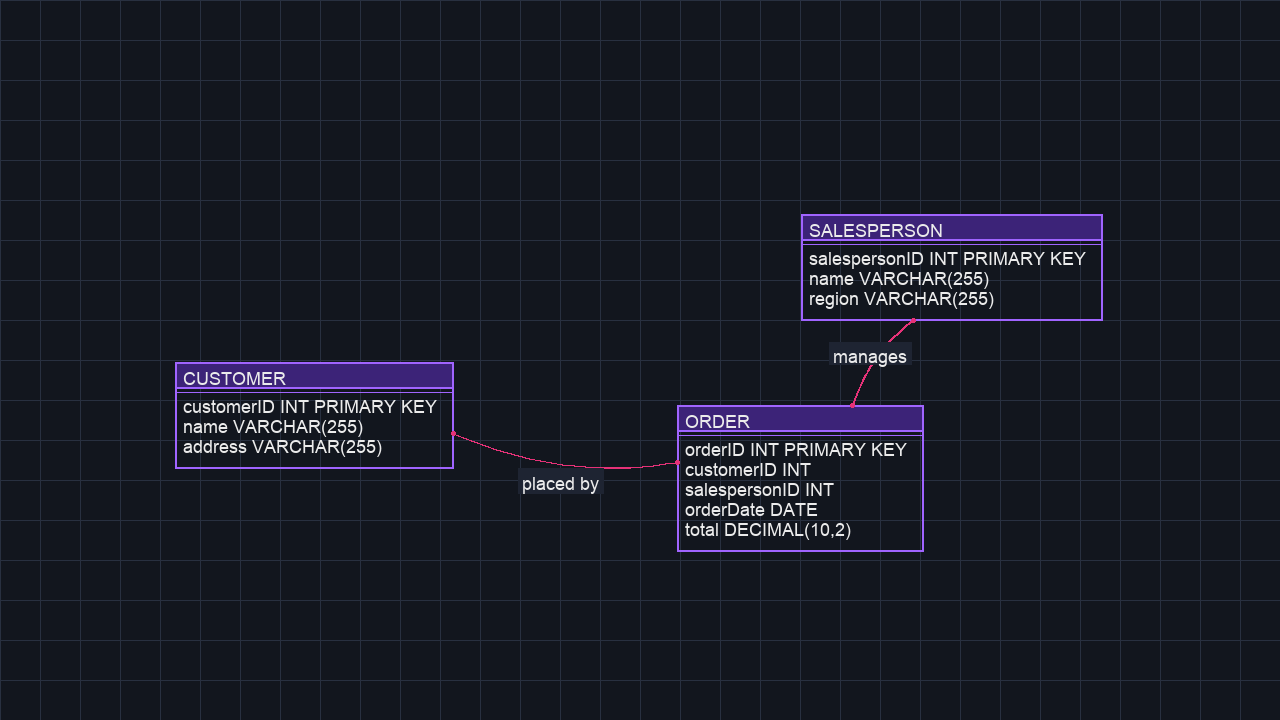 SALESPERSON
salespersonID INT PRIMARY KEY
name VARCHAR(255)
region VARCHAR(255)
manages
CUSTOMER
customerID INT PRIMARY KEY
name VARCHAR(255)
address VARCHAR(255)
placed by
ORDER
orderID INT PRIMARY KEY
customerID INT
salespersonID INT
orderDate DATE
total DECIMAL(10,2)